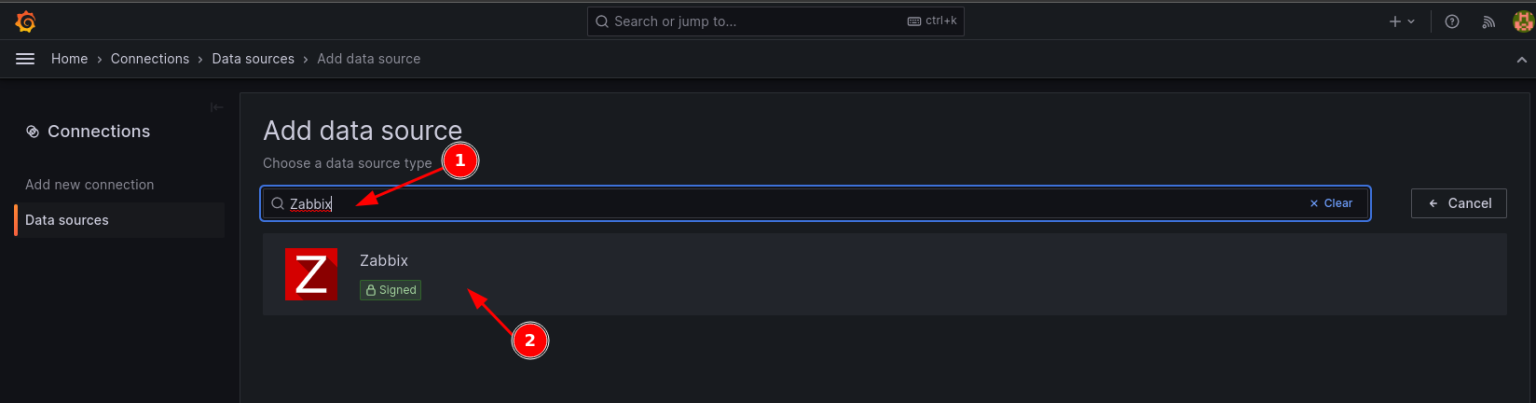 Search or jump to... ctrl+k
Home › Connections › Data sources › Add data source
Connections
Add new connection
Data sources
Add data source
Choose a data source type
1
Zabbix
Clear
Cancel
Z
Zabbix
Signed
2